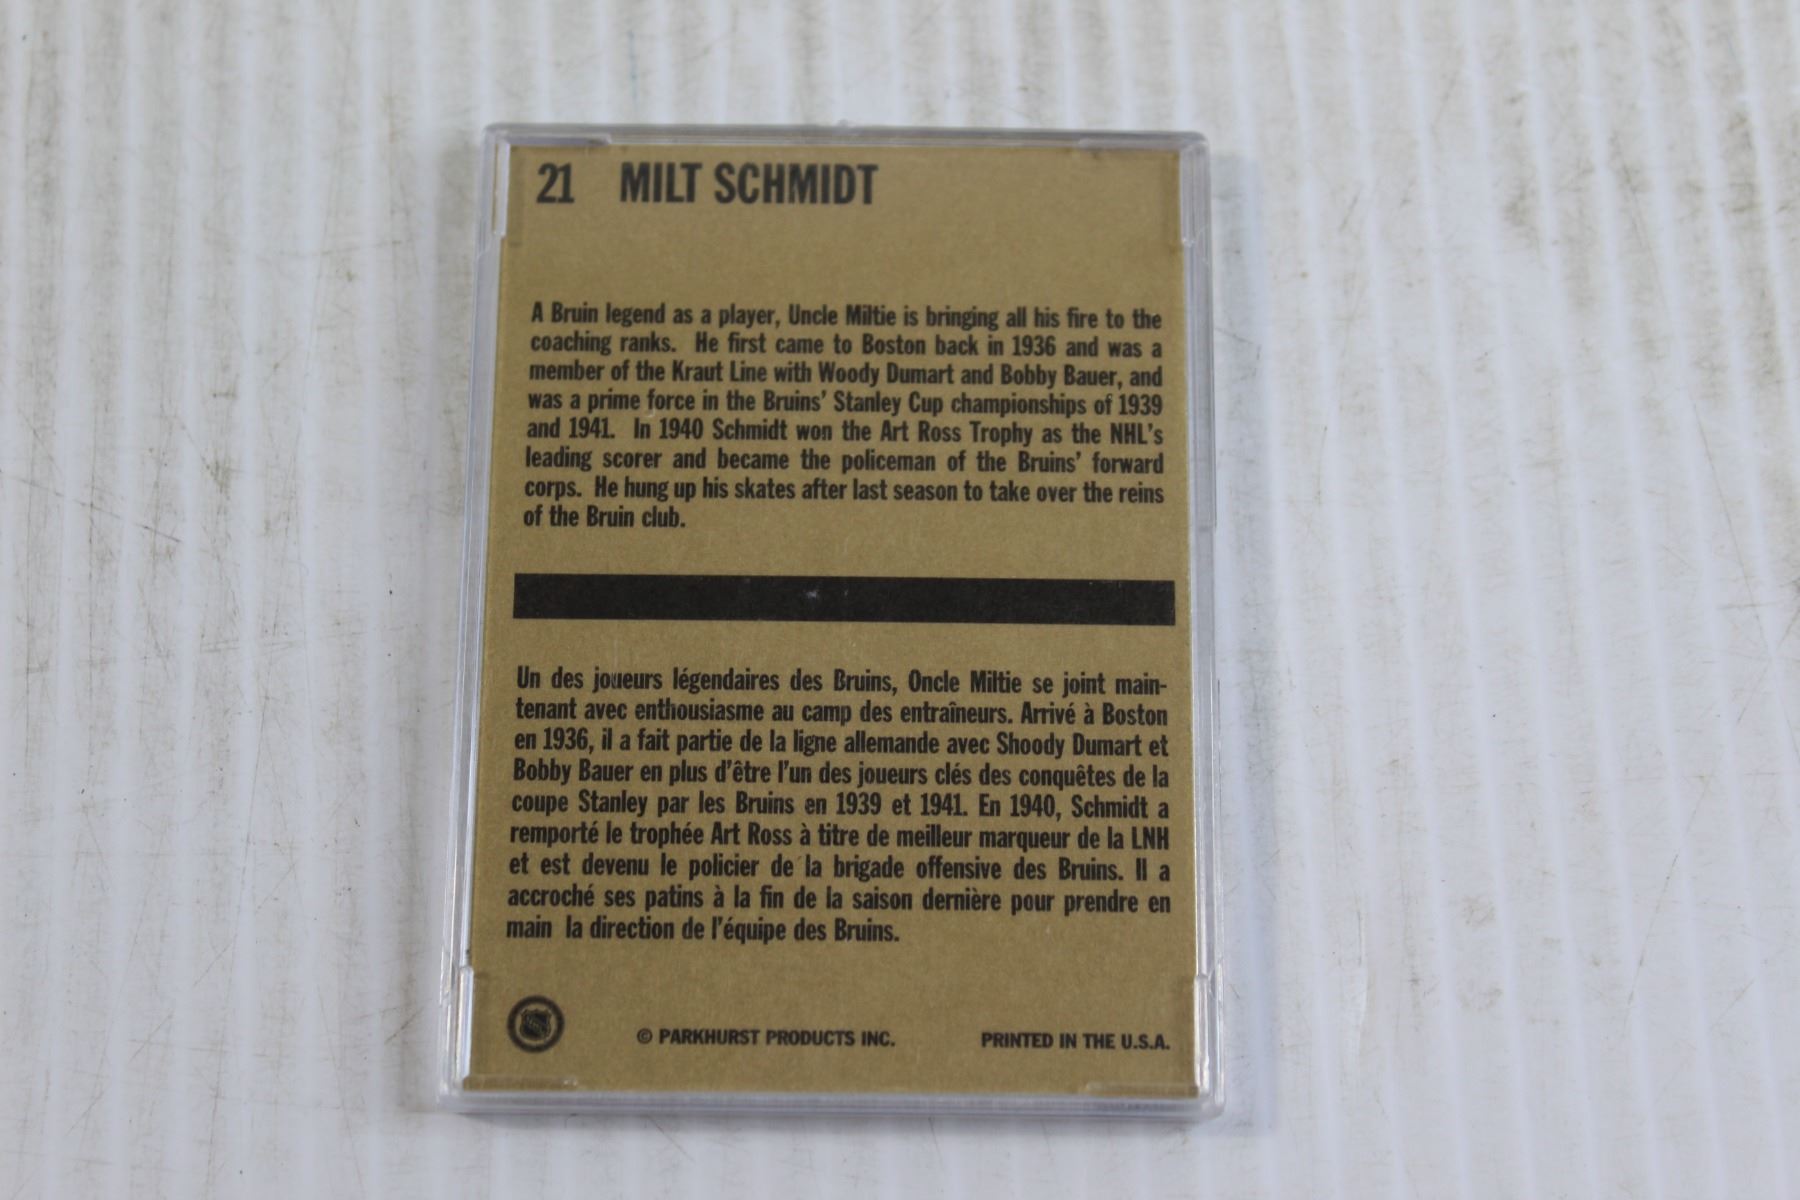 21 MILT SCHMIDT
A Bruin legend as a player, Uncle Miltie is bringing all his fire to the
coaching ranks. He first came to Boston back in 1936 and was a
member of the Kraut Line with Woody Dumart and Bobby Bauer, and
was a prime force in the Bruins' Stanley Cup championships of 1939
and 1941. In 1940 Schmidt won the Art Ross Trophy as the NHL's
leading scorer and became the policeman of the Bruins' forward
corps. He hung up his skates after last season to take over the reins
of the Bruin club.
Un des joueurs légendaires des Bruins, Oncle Miltie se joint main-
tenant avec enthousiasme au camp des entraîneurs. Arrivé à Boston
en 1936, il a fait partie de la ligne allemande avec Shoody Dumart et
Bobby Bauer en plus d'être l'un des joueurs clés des conquêtes de la
coupe Stanley par les Bruins en 1939 et 1941. En 1940, Schmidt a
remporté le trophée Art Ross à titre de meilleur marqueur de la LNH
et est devenu le policier de la brigade offensive des Bruins. Il a
accroché ses patins à la fin de la saison dernière pour prendre en
main la direction de l'équipe des Bruins.
© PARKHURST PRODUCTS INC. PRINTED IN THE U.S.A.